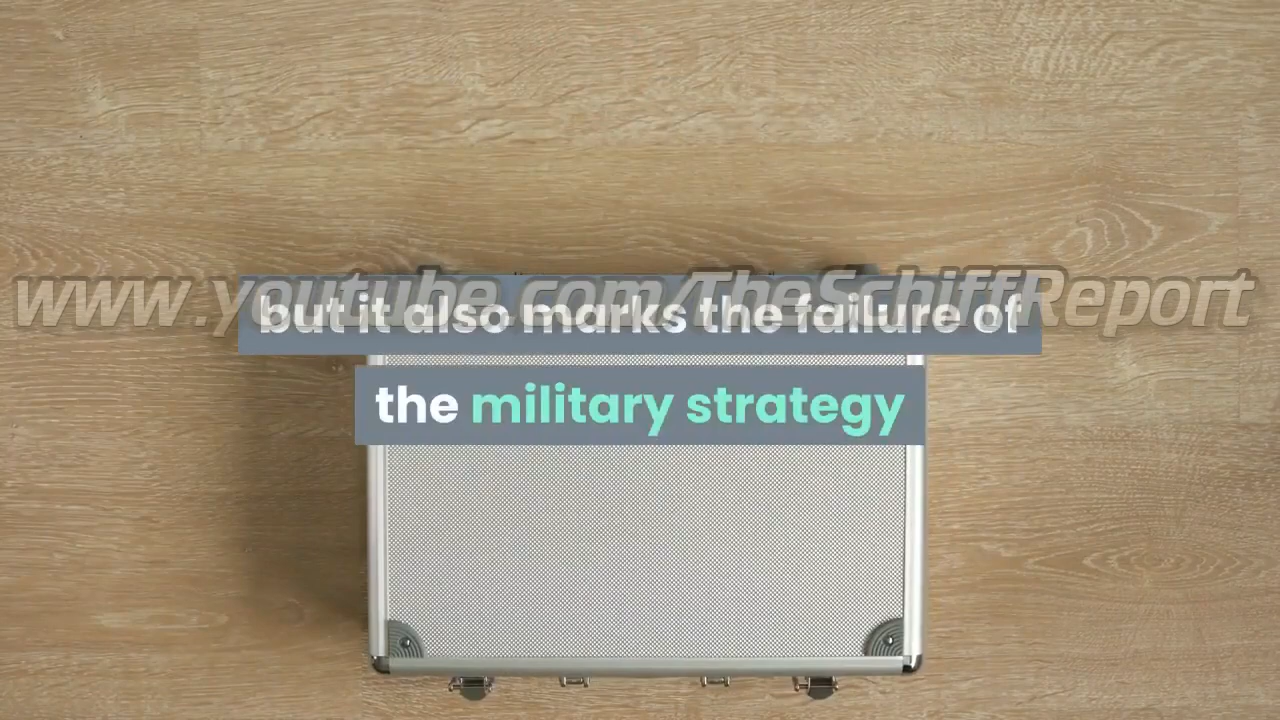 www.youtube.com/TheSchiffReport
but it also marks the failure of
the military strategy